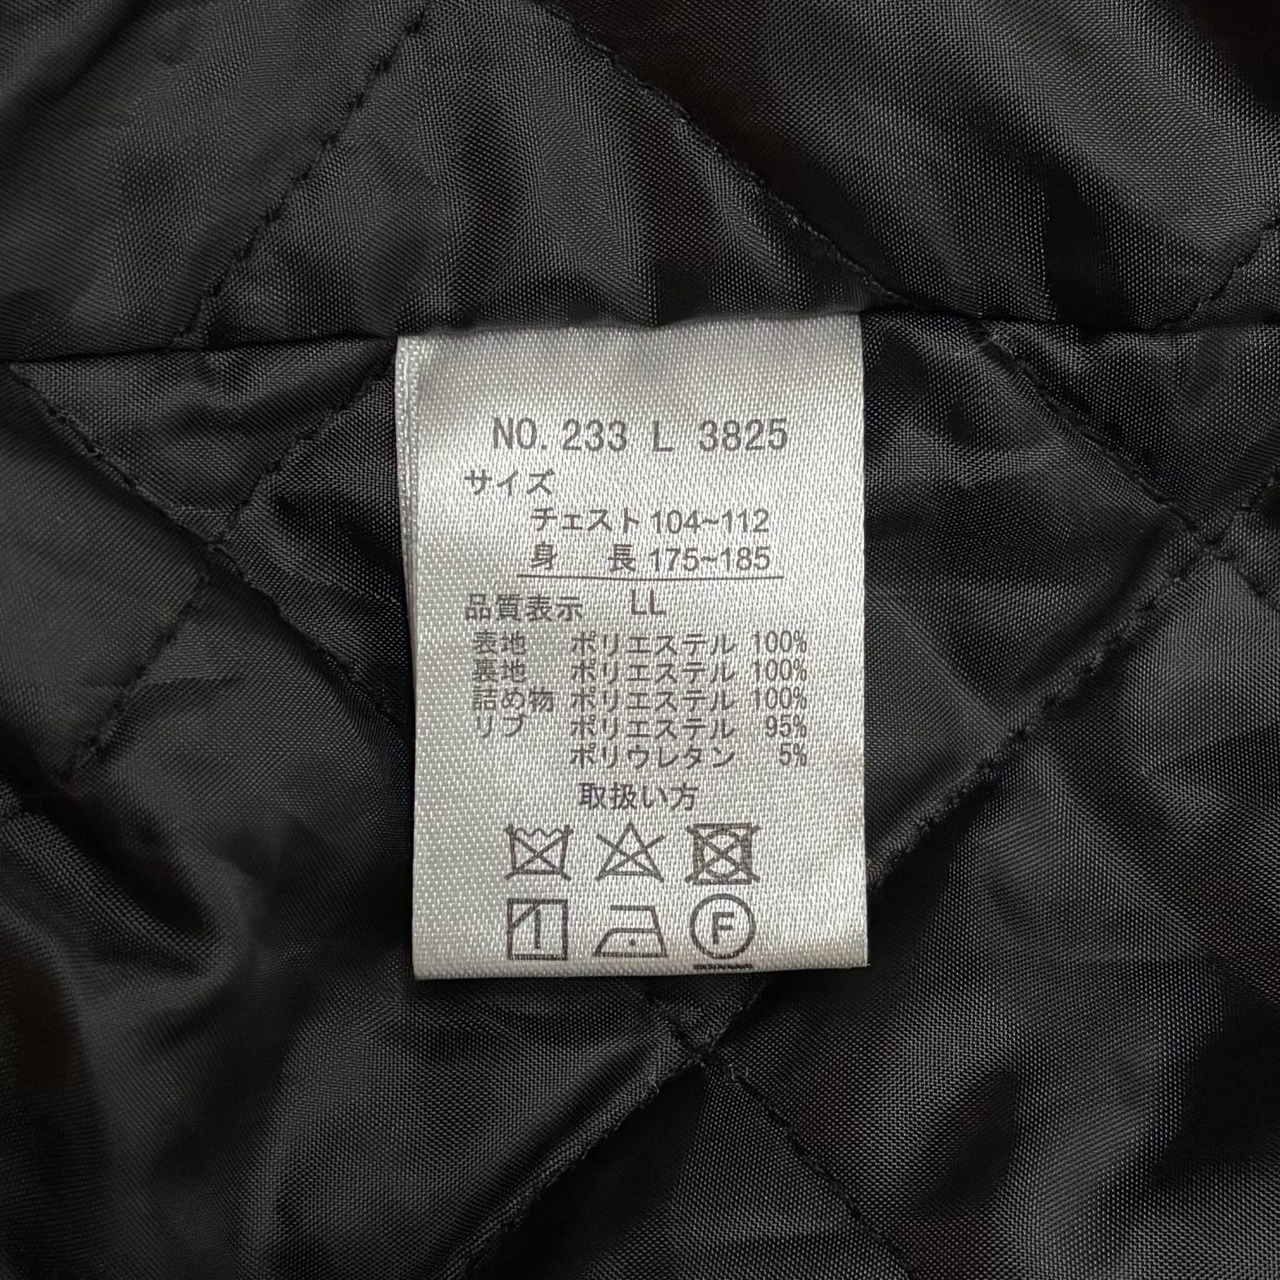 NO. 233 L 3825
サイズ
チェスト 104~112
身 長 175~185
品質表示 LL
表地 ポリエステル 100%
裏地 ポリエステル 100%
詰め物 ポリエステル 100%
リブ ポリエステル 95%
ポリウレタン 5%
取扱い方
F